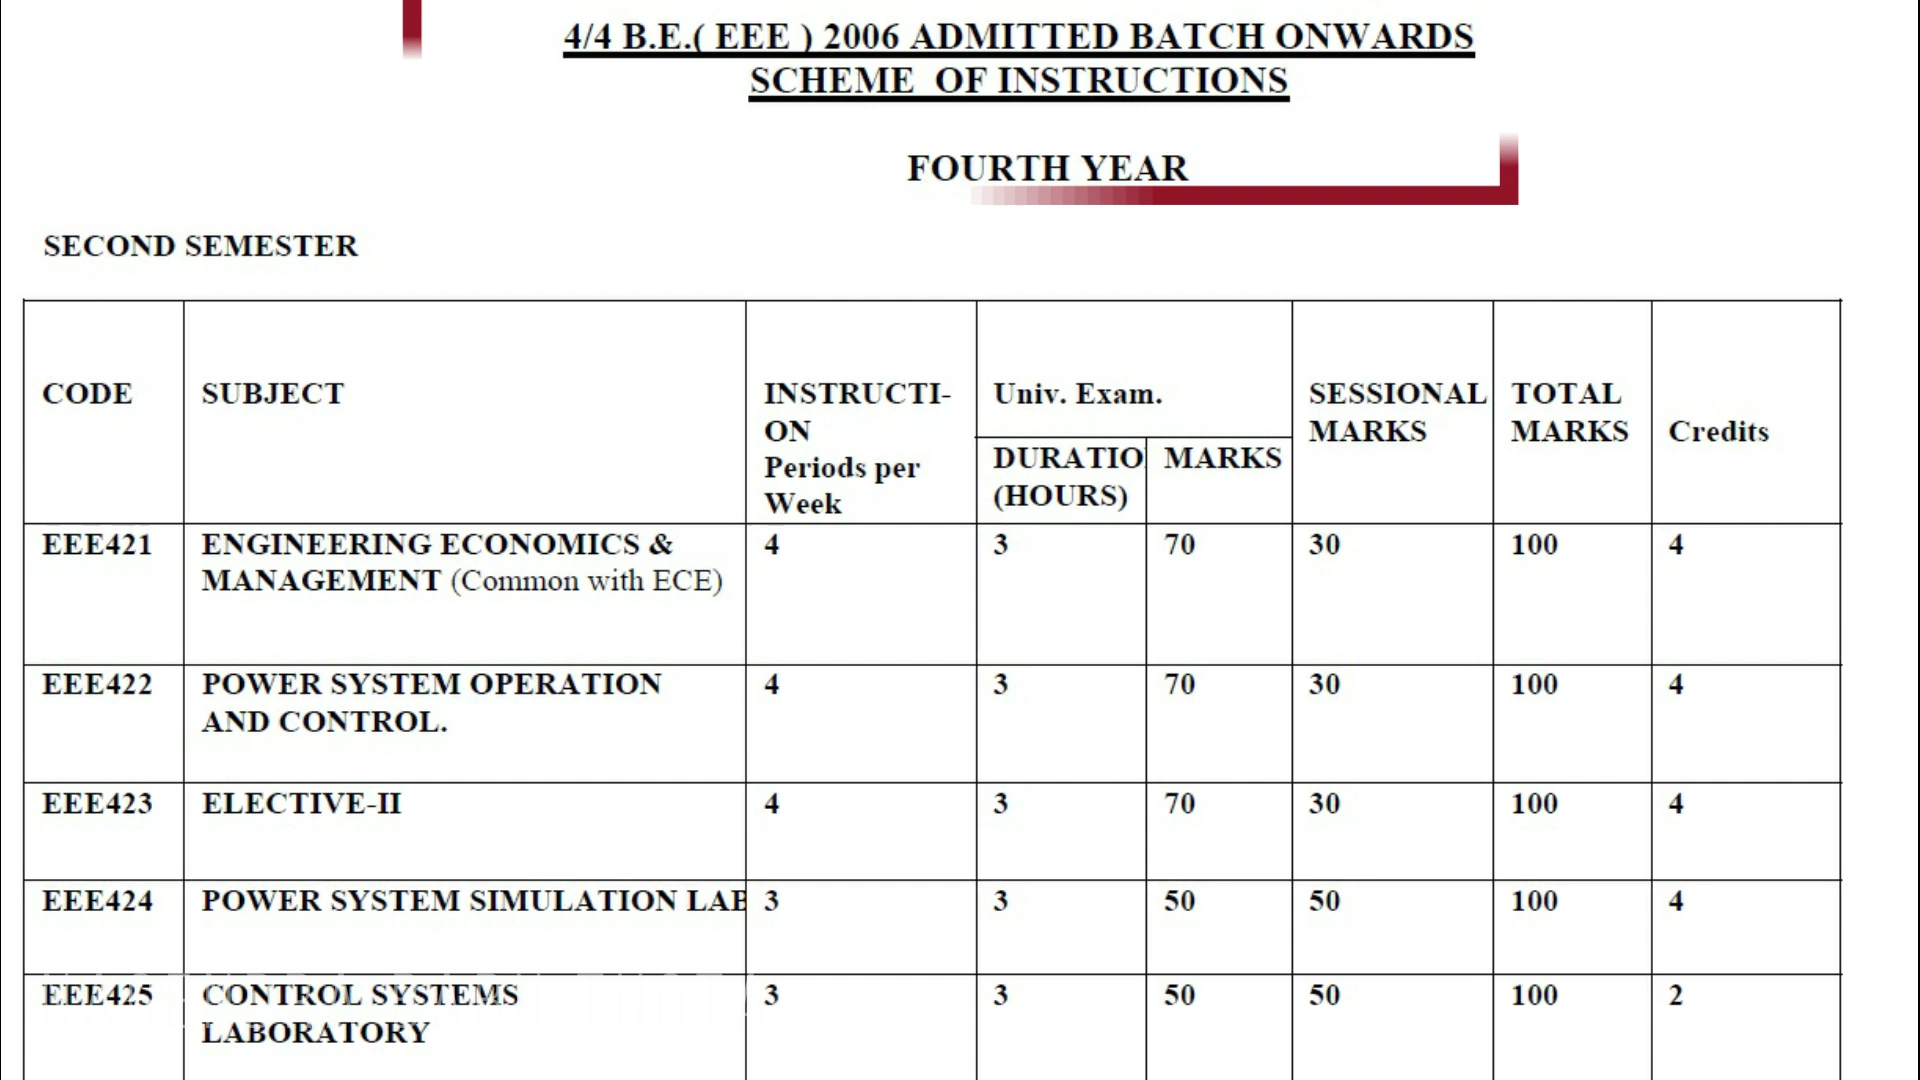 4/4 B.E.( EEE ) 2006 ADMITTED BATCH ONWARDS
SCHEME OF INSTRUCTIONS
FOURTH YEAR
SECOND SEMESTER
CODE SUBJECT INSTRUCTI- Univ. Exam. SESSIONAL TOTAL
ON MARKS MARKS Credits
DURATIO MARKS
Periods per
(HOURS)
Week
EEE421 ENGINEERING ECONOMICS & 4 3 70 30 100 4
MANAGEMENT (Common with ECE)
EEE422 POWER SYSTEM OPERATION 4 3 70 30 100 4
AND CONTROL.
EEE423 ELECTIVE-II 4 3 70 30 100 4
EEE424 POWER SYSTEM SIMULATION LAB 3 3 50 50 100 4
EEE425 CONTROL SYSTEMS 3 3 50 50 100 2
LABORATORY